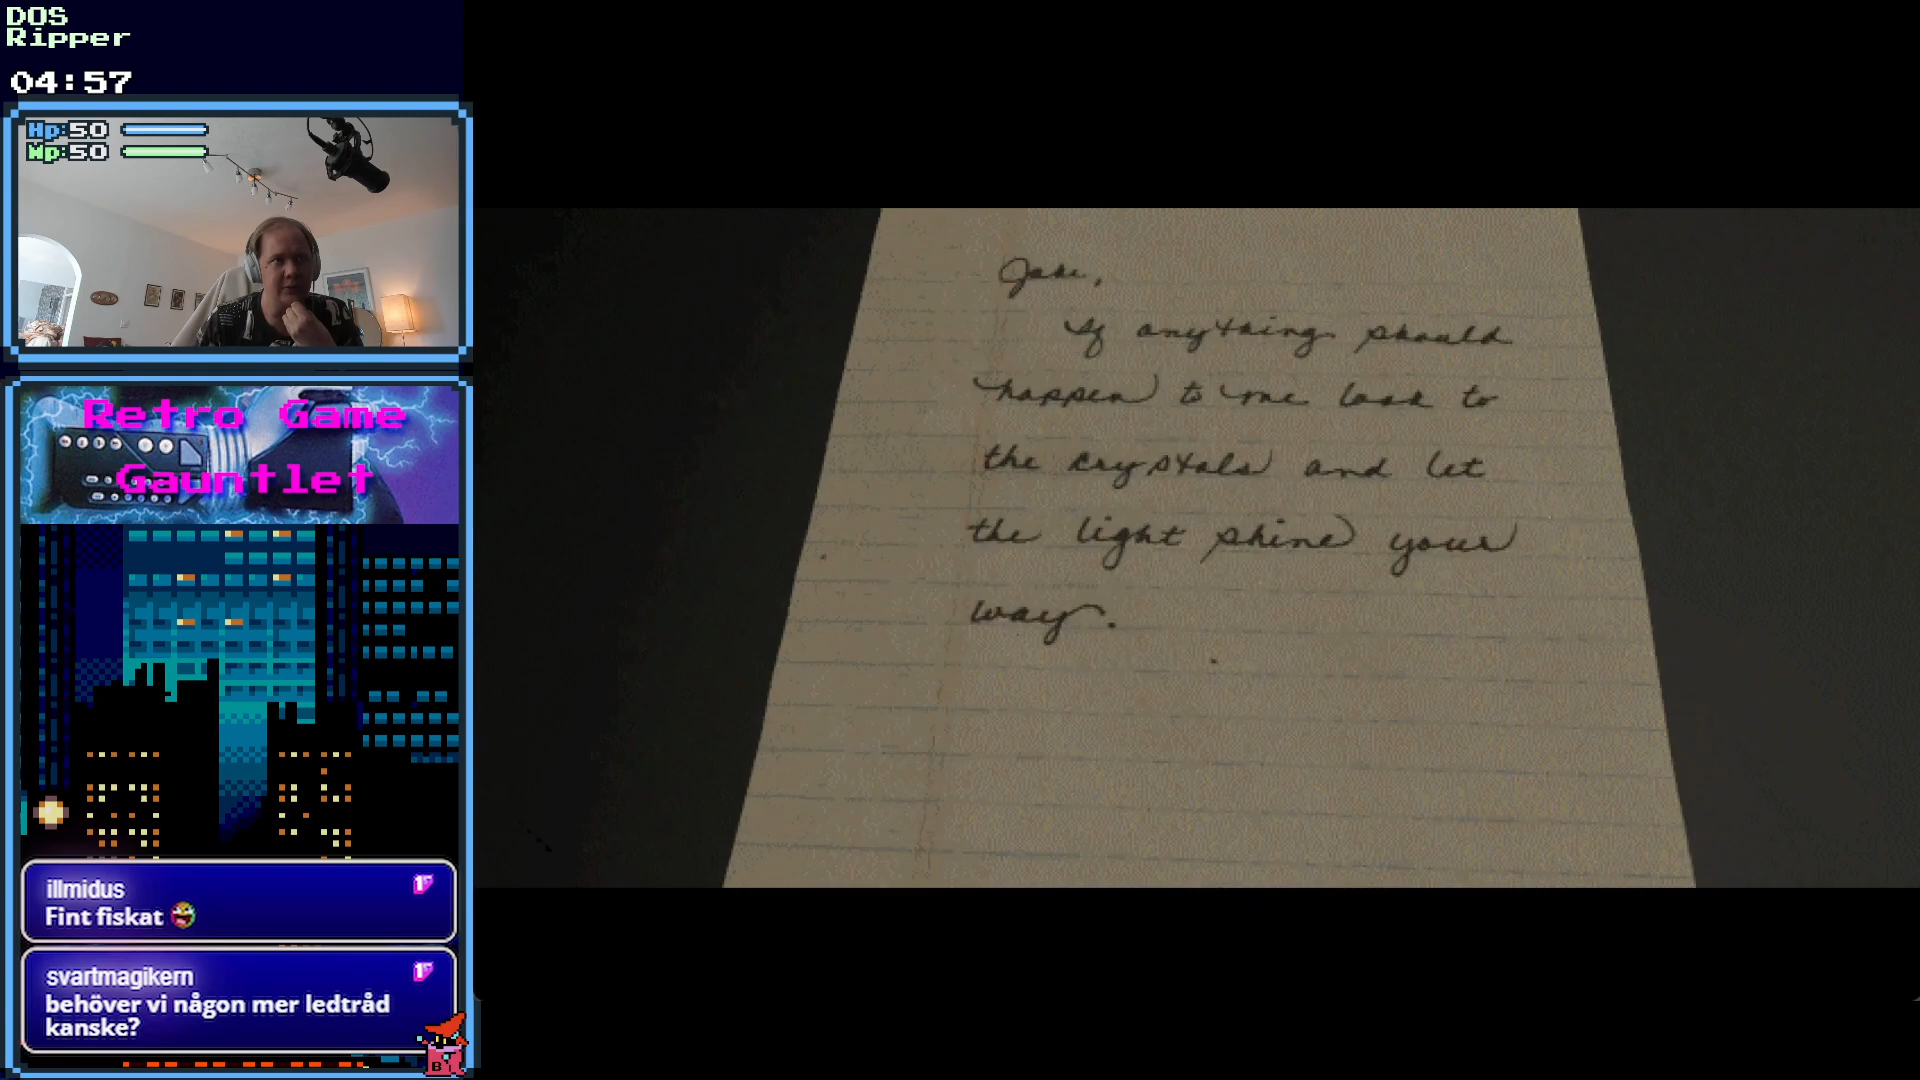 DOS
Ripper
04:57
Hp:50
Mp:50
Retro Game
Gauntlet
illmidus
Fint fiskat
svartmagikern
behöver vi någon mer ledtråd
kanske?
Jake,
If anything should
happen to me look to
the crystals and let
the light shine your
way.